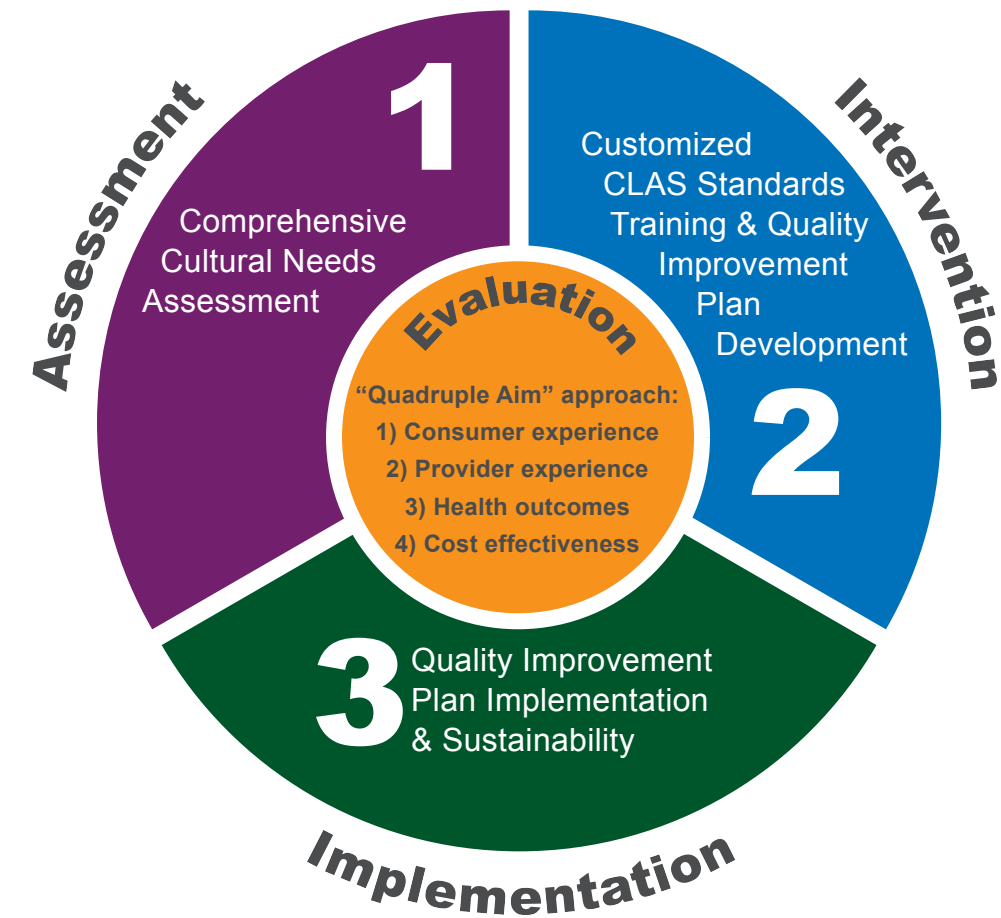 Assessment
1
Comprehensive
Cultural Needs
Assessment
Intervention
Customized
CLAS Standards
Training & Quality
Improvement
Plan
Development
2
Evaluation
“Quadruple Aim” approach:
1) Consumer experience
2) Provider experience
3) Health outcomes
4) Cost effectiveness
3
Quality Improvement
Plan Implementation
& Sustainability
Implementation